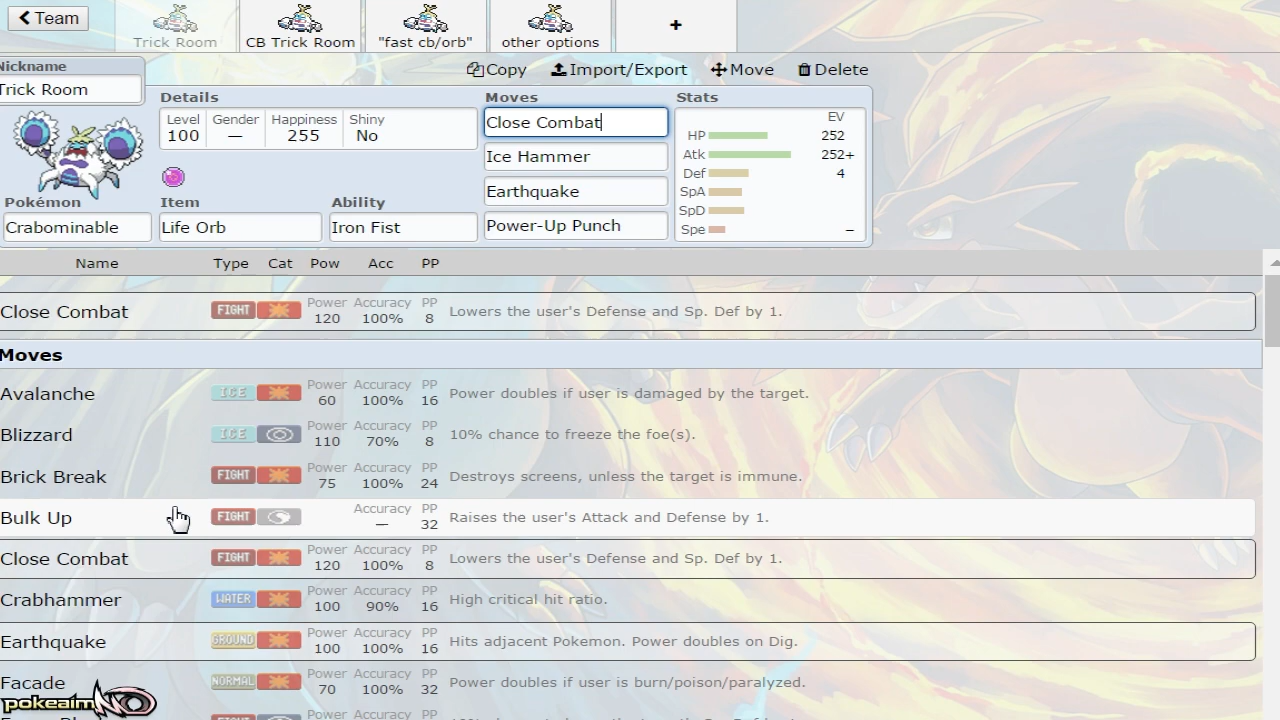 Team
Trick Room
CB Trick Room
"fast cb/orb"
other options
+
Nickname
Trick Room
Copy
Import/Export
Move
Delete
Details
Level
100
Gender
—
Happiness
255
Shiny
No
Moves
Close Combat
Ice Hammer
Earthquake
Power-Up Punch
Stats
EV
HP 252
Atk 252+
Def 4
SpA
SpD
Spe –
Pokémon
Crabominable
Item
Life Orb
Ability
Iron Fist
Name Type Cat Pow Acc PP
Power Accuracy PP
Close Combat FIGHT 120 100% 8 Lowers the user's Defense and Sp. Def by 1.
Moves
Power Accuracy PP
Avalanche ICE 60 100% 16 Power doubles if user is damaged by the target.
Power Accuracy PP
Blizzard ICE 110 70% 8 10% chance to freeze the foe(s).
Power Accuracy PP
Brick Break FIGHT 75 100% 24 Destroys screens, unless the target is immune.
Accuracy PP
Bulk Up FIGHT — 32 Raises the user's Attack and Defense by 1.
Power Accuracy PP
Close Combat FIGHT 120 100% 8 Lowers the user's Defense and Sp. Def by 1.
Power Accuracy PP
Crabhammer WATER 100 90% 16 High critical hit ratio.
Power Accuracy PP
Earthquake GROUND 100 100% 16 Hits adjacent Pokemon. Power doubles on Dig.
Power Accuracy PP
Facade NORMAL 70 100% 32 Power doubles if user is burn/poison/paralyzed.
Power Accuracy PP
pokeaimNO